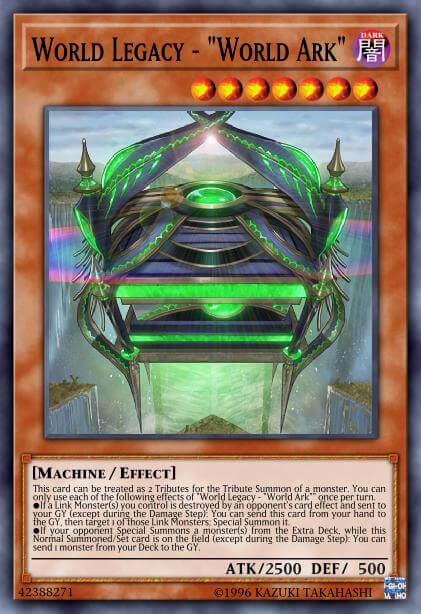 World Legacy - "World Ark"
DARK
闇
[Machine / Effect]
This card can be treated as 2 Tributes for the Tribute Summon of a monster. You can
only use each of the following effects of "World Legacy - "World Ark"" once per turn.
●If a Link Monster(s) you control is destroyed by an opponent's card effect and sent to
your GY (except during the Damage Step): You can send this card from your hand to
the GY, then target 1 of those Link Monsters; Special Summon it.
●If your opponent Special Summons a monster(s) from the Extra Deck, while this
Normal Summoned/Set card is on the field (except during the Damage Step): You can
send 1 monster from your Deck to the GY.
ATK/2500 DEF/ 500
42388271
©1996 KAZUKI TAKAHASHI